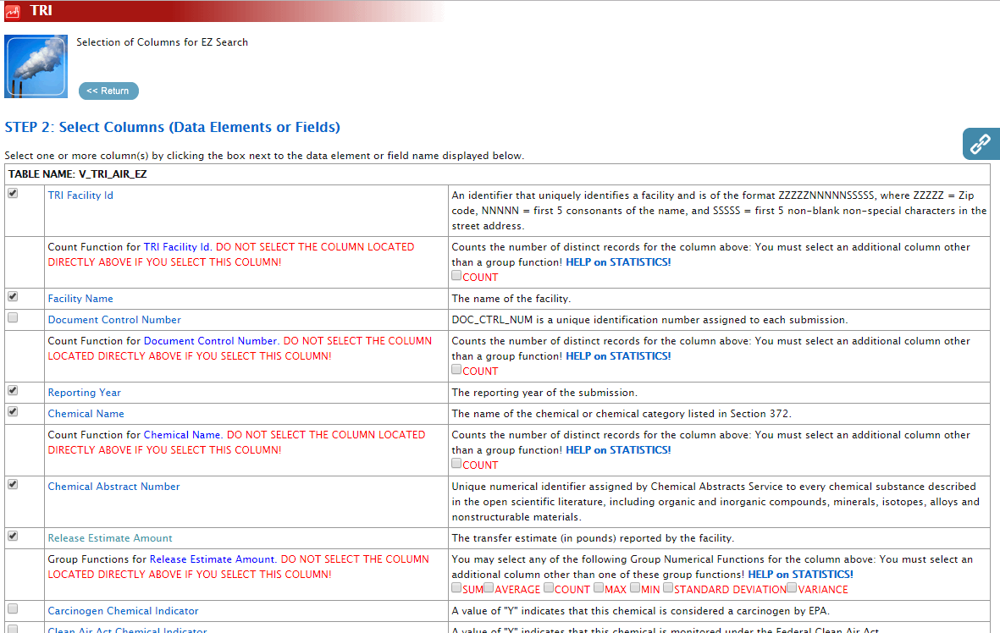 TRI
Selection of Columns for EZ Search
<< Return
STEP 2: Select Columns (Data Elements or Fields)
Select one or more column(s) by clicking the box next to the data element or field name displayed below.
TABLE NAME: V_TRI_AIR_EZ
TRI Facility Id
An identifier that uniquely identifies a facility and is of the format ZZZZZNNNNNSSSSS, where ZZZZZ = Zip
code, NNNNN = first 5 consonants of the name, and SSSSS = first 5 non-blank non-special characters in the
street address.
Count Function for TRI Facility Id. DO NOT SELECT THE COLUMN LOCATED
DIRECTLY ABOVE IF YOU SELECT THIS COLUMN!
Counts the number of distinct records for the column above: You must select an additional column other
than a group function! HELP on STATISTICS!
COUNT
Facility Name
The name of the facility.
Document Control Number
DOC_CTRL_NUM is a unique identification number assigned to each submission.
Count Function for Document Control Number. DO NOT SELECT THE COLUMN
LOCATED DIRECTLY ABOVE IF YOU SELECT THIS COLUMN!
Counts the number of distinct records for the column above: You must select an additional column other
than a group function! HELP on STATISTICS!
COUNT
Reporting Year
The reporting year of the submission.
Chemical Name
The name of the chemical or chemical category listed in Section 372.
Count Function for Chemical Name. DO NOT SELECT THE COLUMN LOCATED
DIRECTLY ABOVE IF YOU SELECT THIS COLUMN!
Counts the number of distinct records for the column above: You must select an additional column other
than a group function! HELP on STATISTICS!
COUNT
Chemical Abstract Number
Unique numerical identifier assigned by Chemical Abstracts Service to every chemical substance described
in the open scientific literature, including organic and inorganic compounds, minerals, isotopes, alloys and
nonstructurable materials.
Release Estimate Amount
The transfer estimate (in pounds) reported by the facility.
Group Functions for Release Estimate Amount. DO NOT SELECT THE COLUMN
LOCATED DIRECTLY ABOVE IF YOU SELECT THIS COLUMN!
You may select any of the following Group Numerical Functions for the column above: You must select an
additional column other than one of these group functions! HELP on STATISTICS!
SUM AVERAGE COUNT MAX MIN STANDARD DEVIATION VARIANCE
Carcinogen Chemical Indicator
A value of "Y" indicates that this chemical is considered a carcinogen by EPA.
Clean Air Act Chemical Indicator
A value of "Y" indicates that this chemical is monitored under the Federal Clean Air Act.